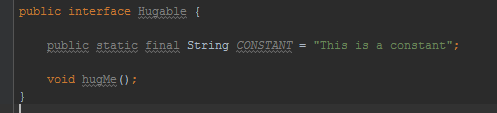 public interface Hugable {
public static final String CONSTANT = "This is a constant";
void hugMe();
}